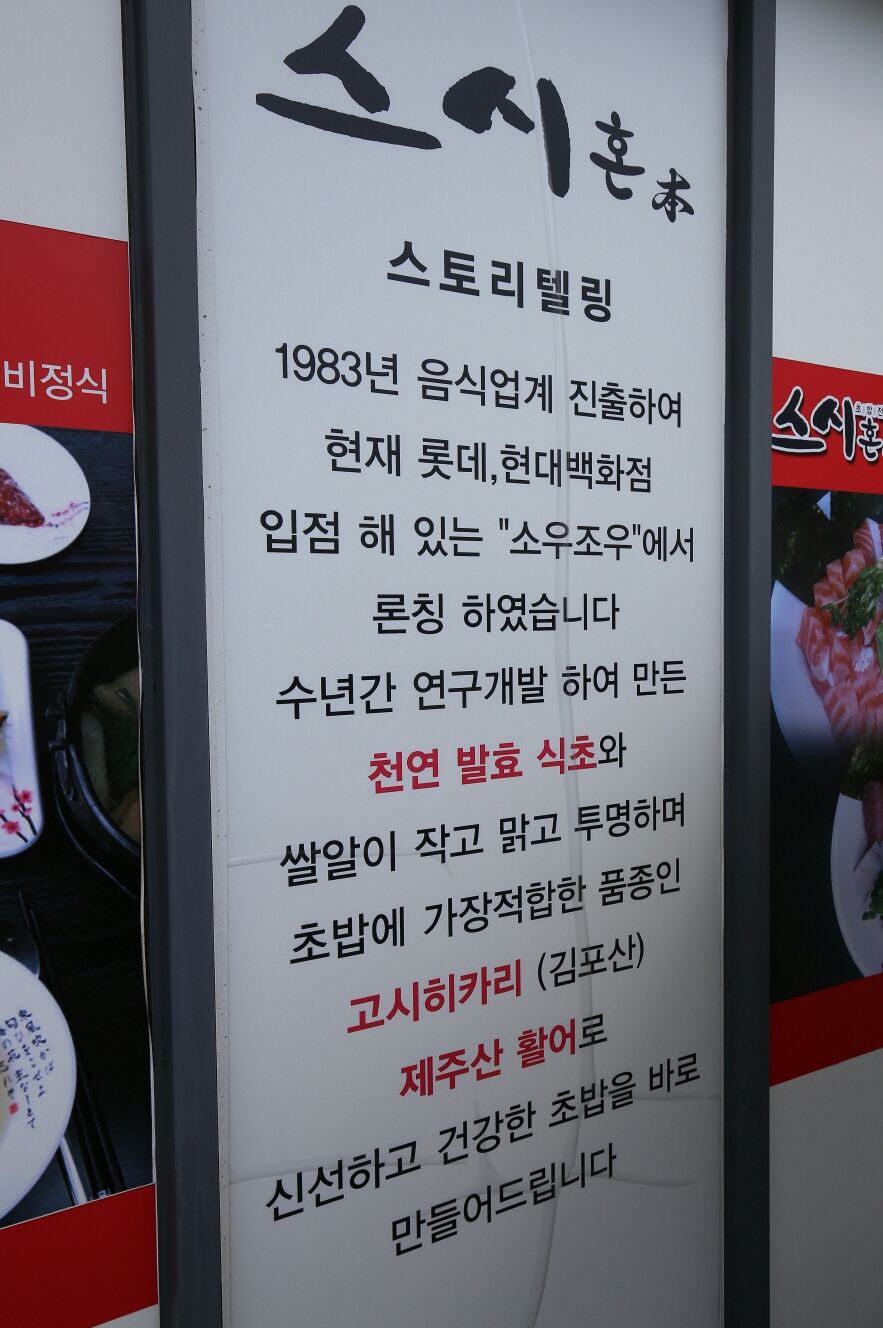 스시혼本
스토리텔링
1983년 음식업계 진출하여
현재 롯데,현대백화점
입점 해 있는 "소우조우"에서
론칭 하였습니다
수년간 연구개발 하여 만든
천연 발효 식초와
쌀알이 작고 맑고 투명하며
초밥에 가장적합한 품종인
고시히카리 (김포산)
제주산 활어로
신선하고 건강한 초밥을 바로
만들어드립니다
비정식
초밥전
스시혼